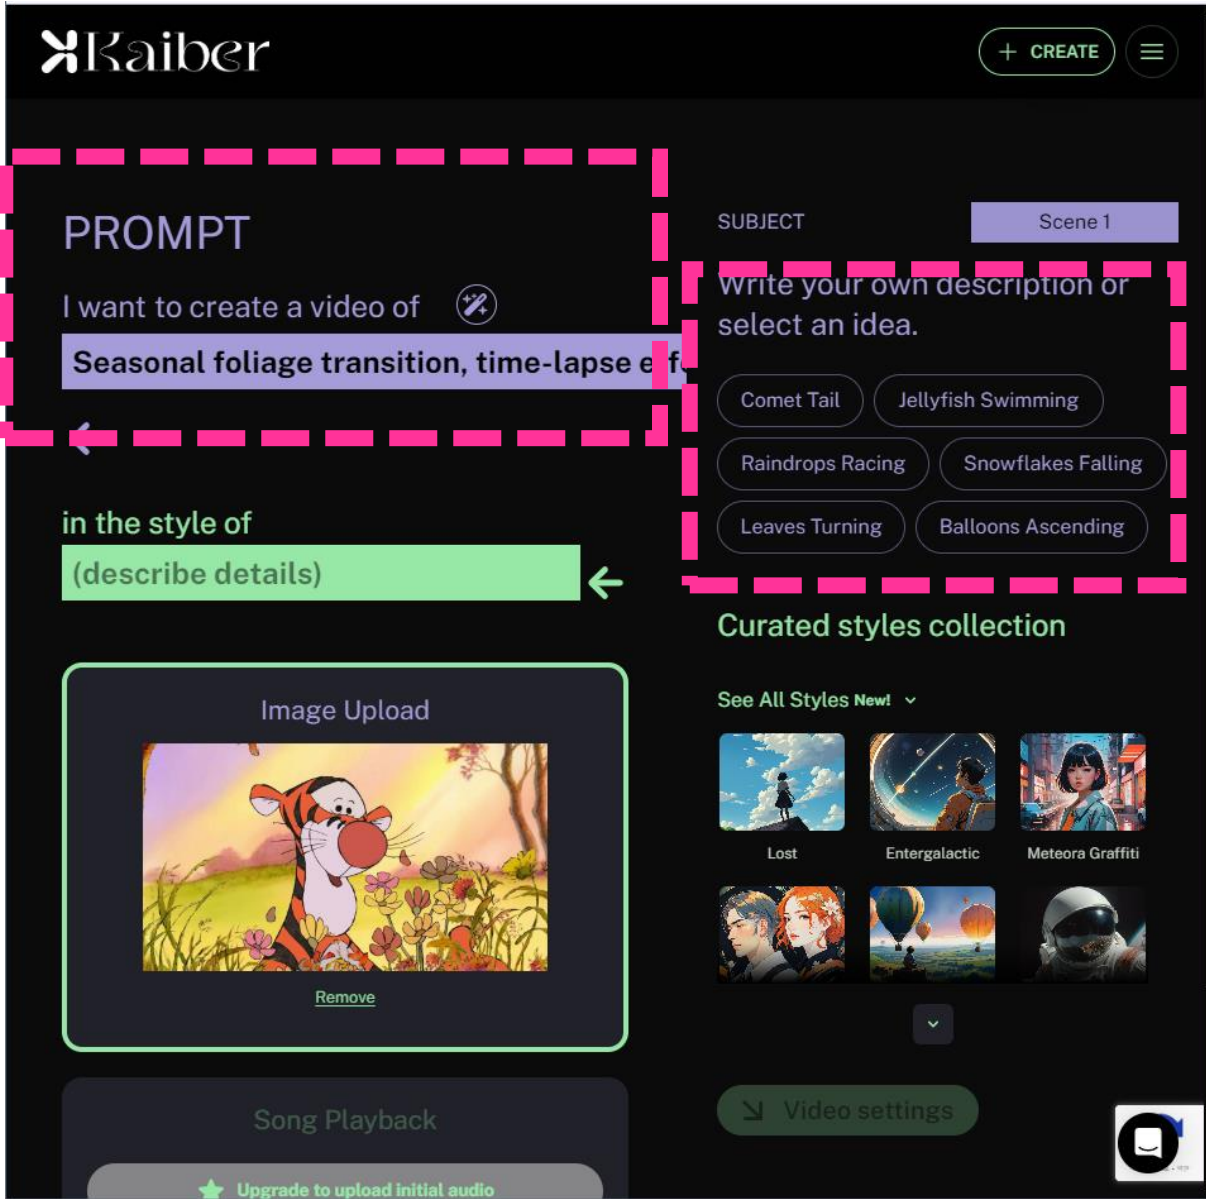 Kaiber
+ CREATE
PROMPT
I want to create a video of
Seasonal foliage transition, time-lapse
in the style of
(describe details)
Image Upload
Remove
Song Playback
Upgrade to upload initial audio
SUBJECT
Scene 1
Write your own description or
select an idea.
Comet Tail
Jellyfish Swimming
Raindrops Racing
Snowflakes Falling
Leaves Turning
Balloons Ascending
Curated styles collection
See All Styles New!
Lost
Entergalactic
Meteora Graffiti
Video settings